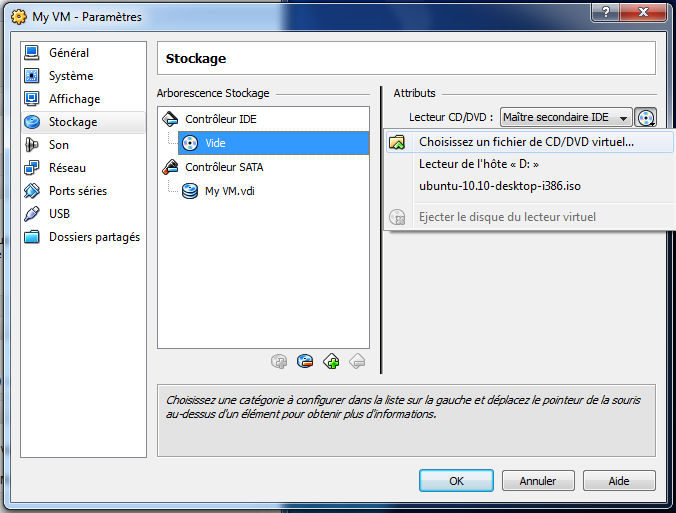 My VM - Paramètres
Général
Système
Affichage
Stockage
Son
Réseau
Ports séries
USB
Dossiers partagés
Stockage
Arborescence Stockage
Contrôleur IDE
Vide
Contrôleur SATA
My VM.vdi
Attributs
Lecteur CD/DVD : Maître secondaire IDE
Choisissez un fichier de CD/DVD virtuel...
Lecteur de l'hôte « D: »
ubuntu-10.10-desktop-i386.iso
Ejecter le disque du lecteur virtuel
Choisissez une catégorie à configurer dans la liste sur la gauche et déplacez le pointeur de la souris
au-dessus d'un élément pour obtenir plus d'informations.
OK
Annuler
Aide